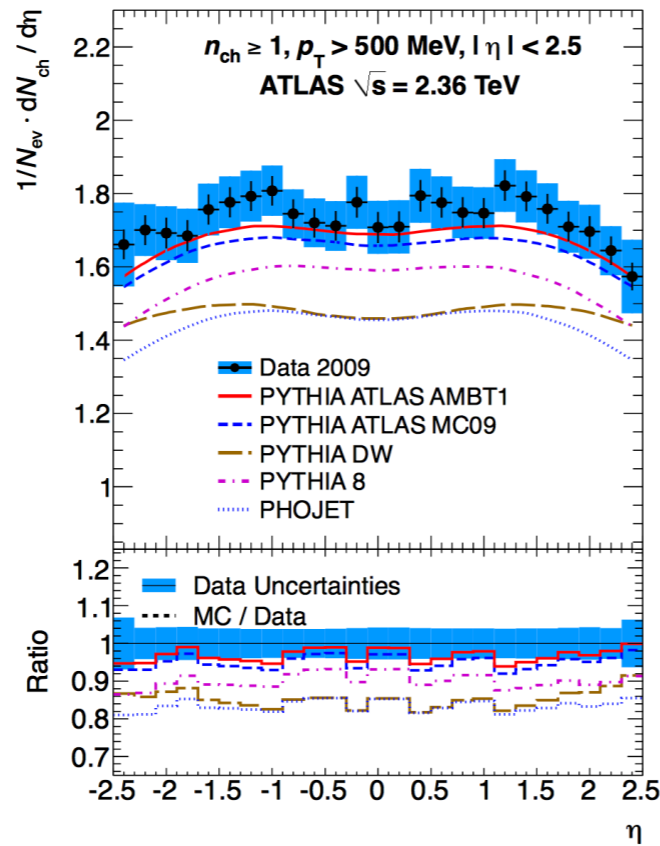 n_ch ≥ 1, p_T > 500 MeV, | η | < 2.5
ATLAS √s = 2.36 TeV
1/N_ev · dN_ch / dη
2.2
2
1.8
1.6
1.4
1.2
1
Data 2009
PYTHIA ATLAS AMBT1
PYTHIA ATLAS MC09
PYTHIA DW
PYTHIA 8
PHOJET
Ratio
1.2
1.1
1
0.9
0.8
0.7
Data Uncertainties
MC / Data
-2.5 -2 -1.5 -1 -0.5 0 0.5 1 1.5 2 2.5
η